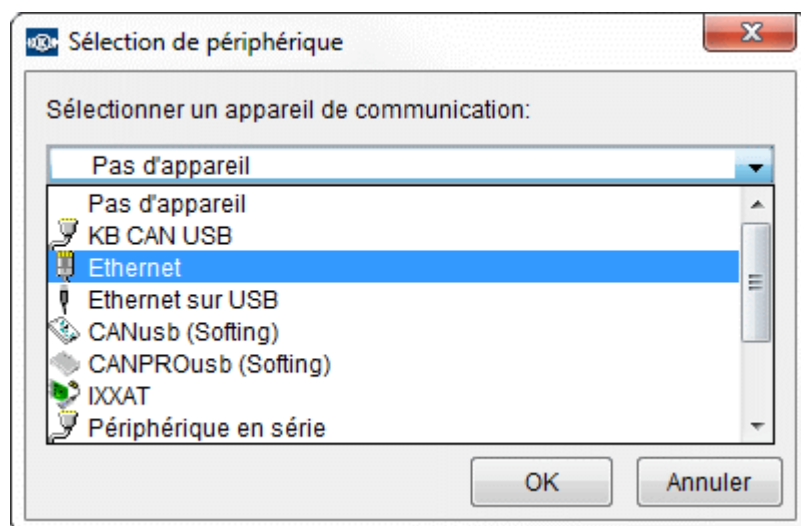 Sélection de périphérique
Sélectionner un appareil de communication:
Pas d'appareil
Pas d'appareil
KB CAN USB
Ethernet
Ethernet sur USB
CANusb (Softing)
CANPROusb (Softing)
IXXAT
Périphérique en série
OK Annuler